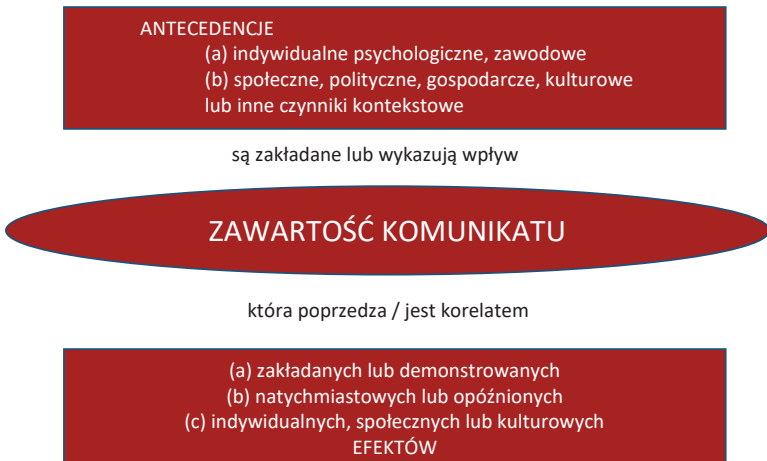 ANTECEDENCJE
(a) indywidualne psychologiczne, zawodowe
(b) społeczne, polityczne, gospodarcze, kulturowe
lub inne czynniki kontekstowe
są zakładane lub wykazują wpływ
ZAWARTOŚĆ KOMUNIKATU
która poprzedza / jest korelatem
(a) zakładanych lub demonstrowanych
(b) natychmiastowych lub opóźnionych
(c) indywidualnych, społecznych lub kulturowych
EFEKTÓW